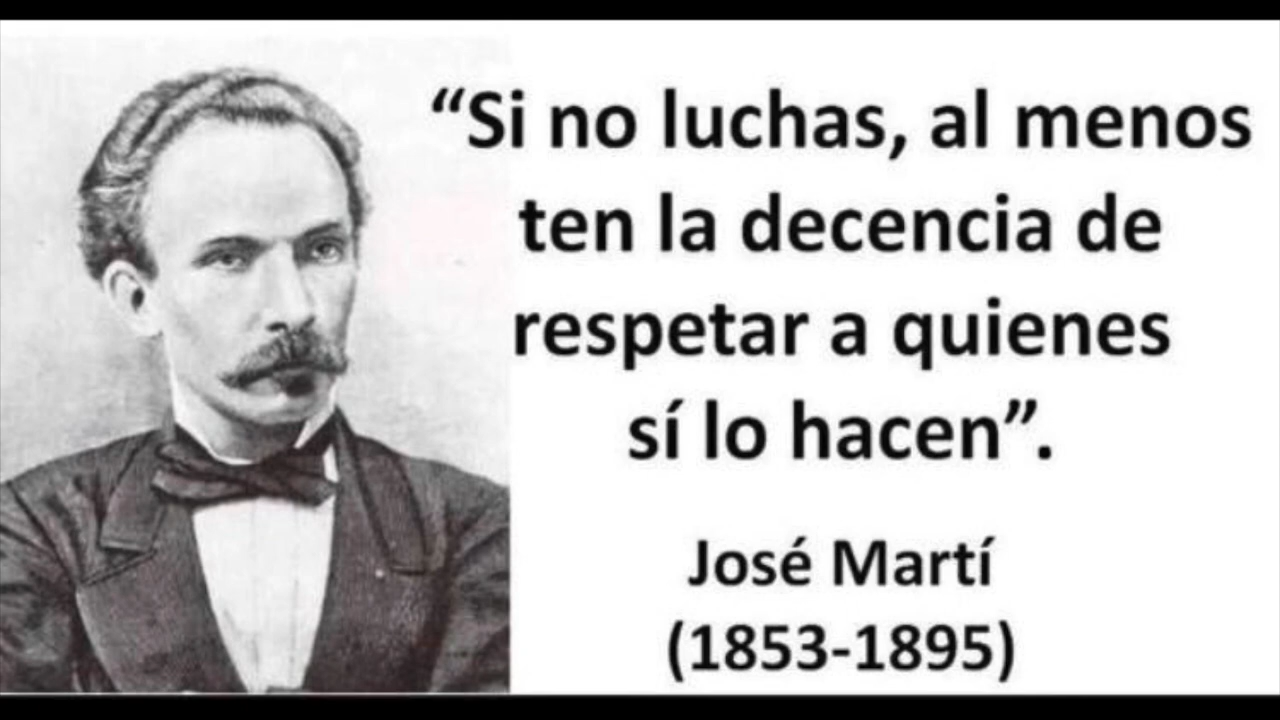 “Si no luchas, al menos
ten la decencia de
respetar a quienes
sí lo hacen”.
José Martí
(1853-1895)